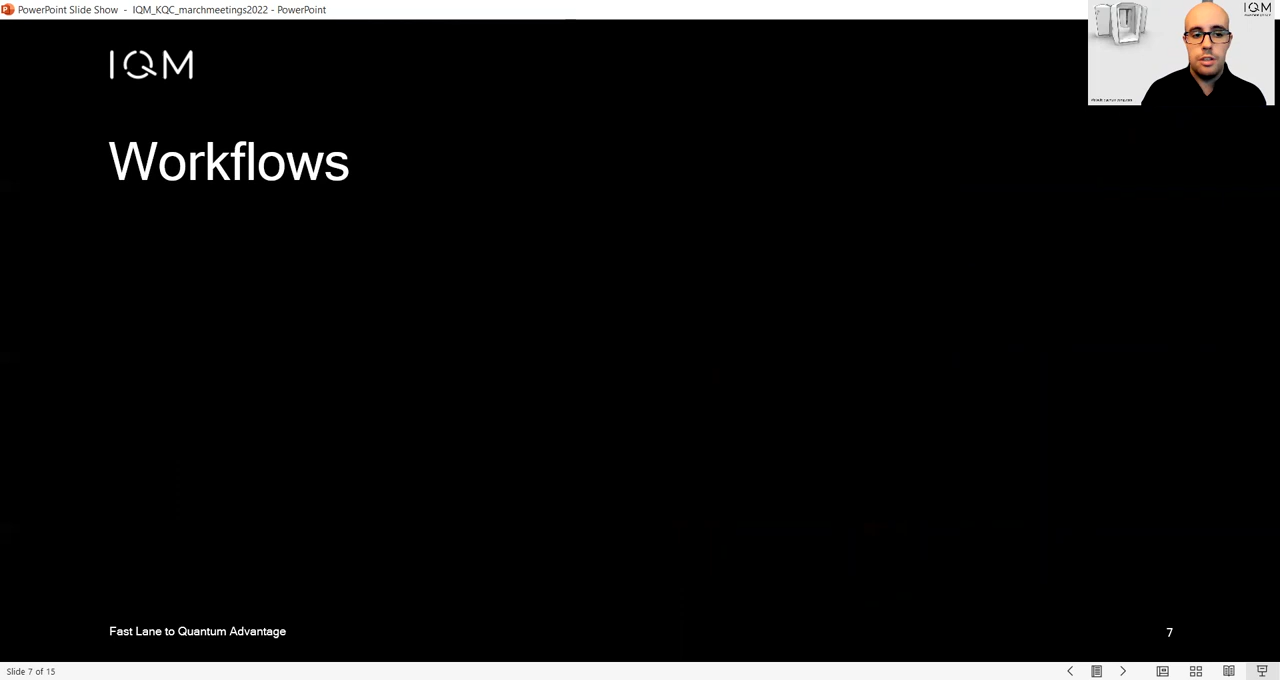 PowerPoint Slide Show - IQM_KQC_marchmeetings2022 - PowerPoint
IQM
IQM
Workflows
Fast Lane to Quantum Advantage
7
Slide 7 of 15